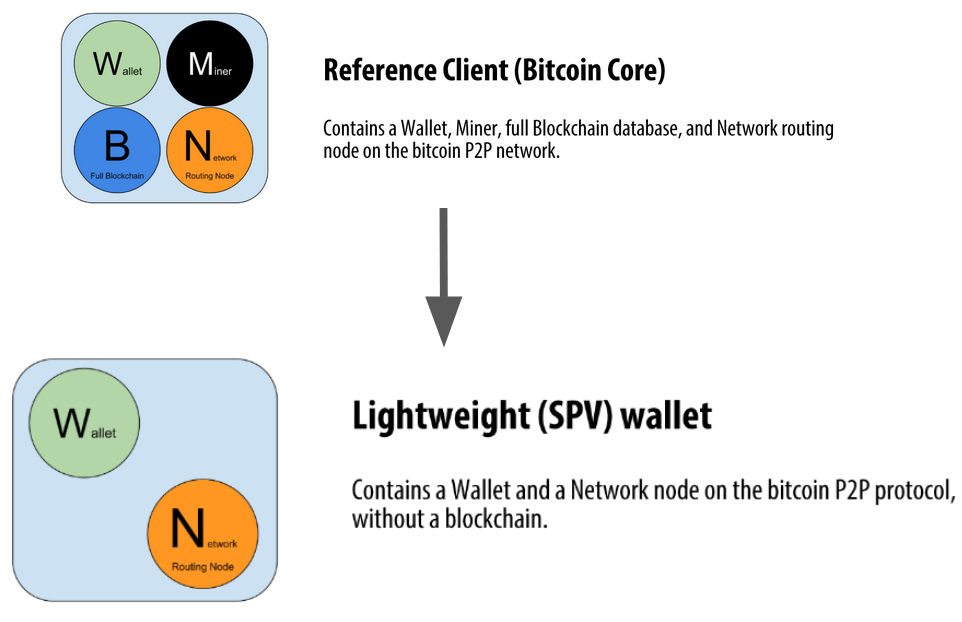 Wallet
Miner
B
Full Blockchain
Network
Routing Node
Reference Client (Bitcoin Core)
Contains a Wallet, Miner, full Blockchain database, and Network routing
node on the bitcoin P2P network.
Wallet
Network
Routing Node
Lightweight (SPV) wallet
Contains a Wallet and a Network node on the bitcoin P2P protocol,
without a blockchain.